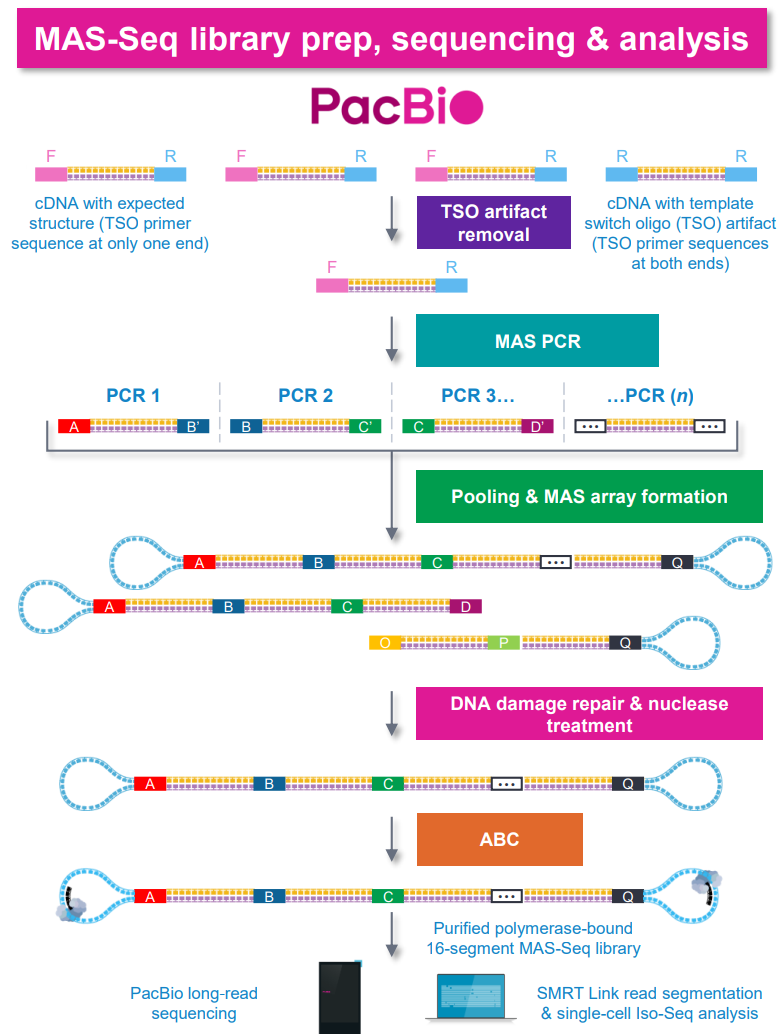 MAS-Seq library prep, sequencing & analysis
PacBio
F R F R F R R R
cDNA with expected
structure (TSO primer
sequence at only one end)
TSO artifact
removal
cDNA with template
switch oligo (TSO) artifact
(TSO primer sequences
at both ends)
F R
MAS PCR
PCR 1 PCR 2 PCR 3... ...PCR (n)
A B’ B C’ C D’ ... ...
Pooling & MAS array formation
A B C ... Q
A B C D
O P Q
DNA damage repair & nuclease
treatment
A B C ... Q
ABC
A B C ... Q
Purified polymerase-bound
16-segment MAS-Seq library
PacBio long-read
sequencing
SMRT Link read segmentation
& single-cell Iso-Seq analysis